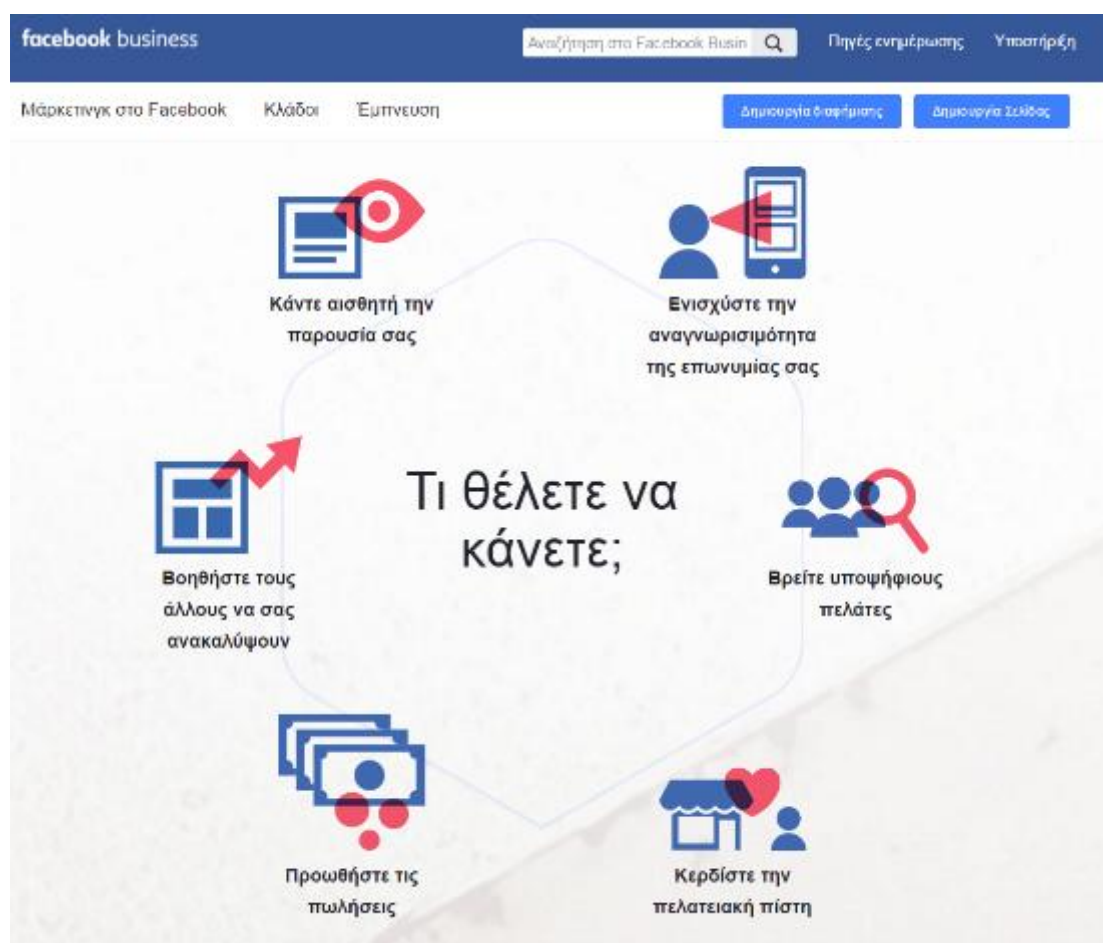 facebook business
Αναζήτηση στο Facebook Busin
Πηγές ενημέρωσης
Υποστήριξη
Μάρκετινγκ στο Facebook
Κλάδοι
Έμπνευση
Δημιουργία διαφήμισης
Δημιουργία Σελίδας
Κάντε αισθητή την
παρουσία σας
Ενισχύστε την
αναγνωρισιμότητα
της επωνυμίας σας
Τι θέλετε να
κάνετε;
Βοηθήστε τους
άλλους να σας
ανακαλύψουν
Βρείτε υποψήφιους
πελάτες
Προωθήστε τις
πωλήσεις
Κερδίστε την
πελατειακή πίστη